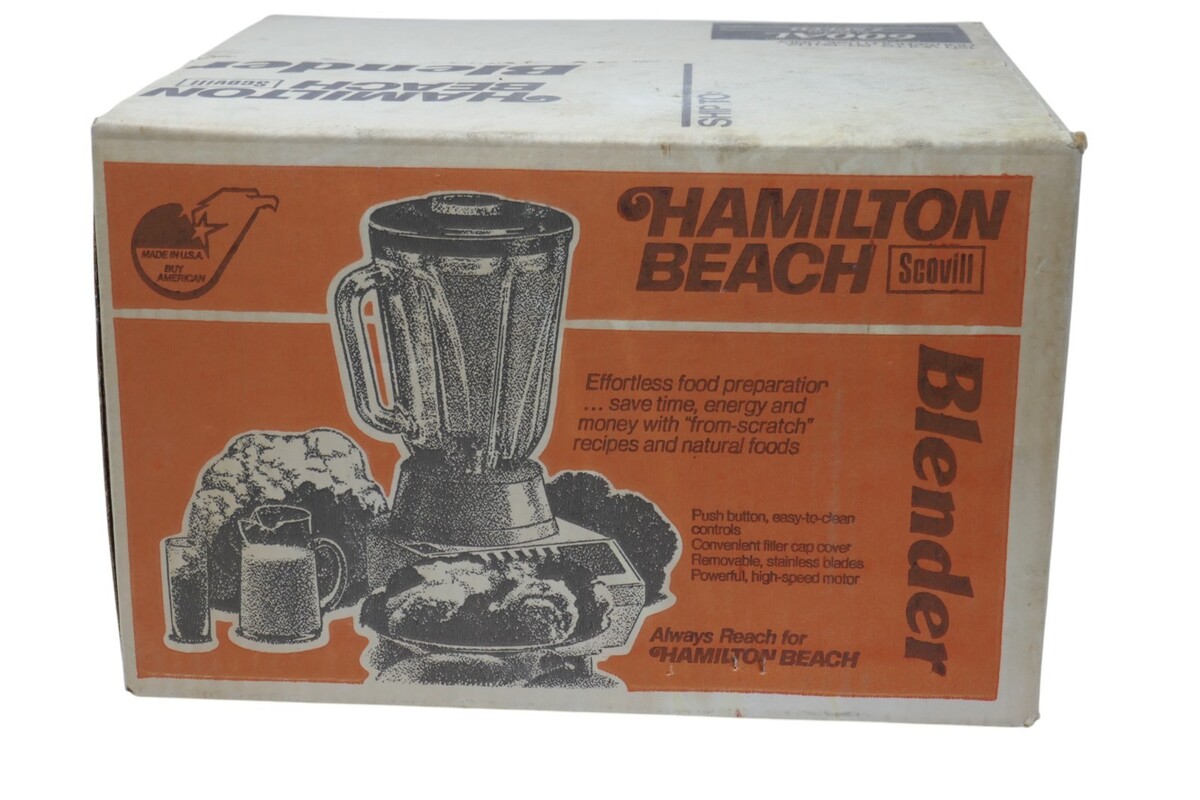 600AL
SHIP TO
HAMILTON
BEACH Scovill
Blender
MADE IN U.S.A.
BUY
AMERICAN
HAMILTON
BEACH Scovill
Effortless food preparation
... save time, energy and
money with "from-scratch"
recipes and natural foods
Blender
Push button, easy-to-clean
controls
Convenient filler cap cover
Removable, stainless blades
Powerful, high-speed motor
Always Reach for
HAMILTON BEACH